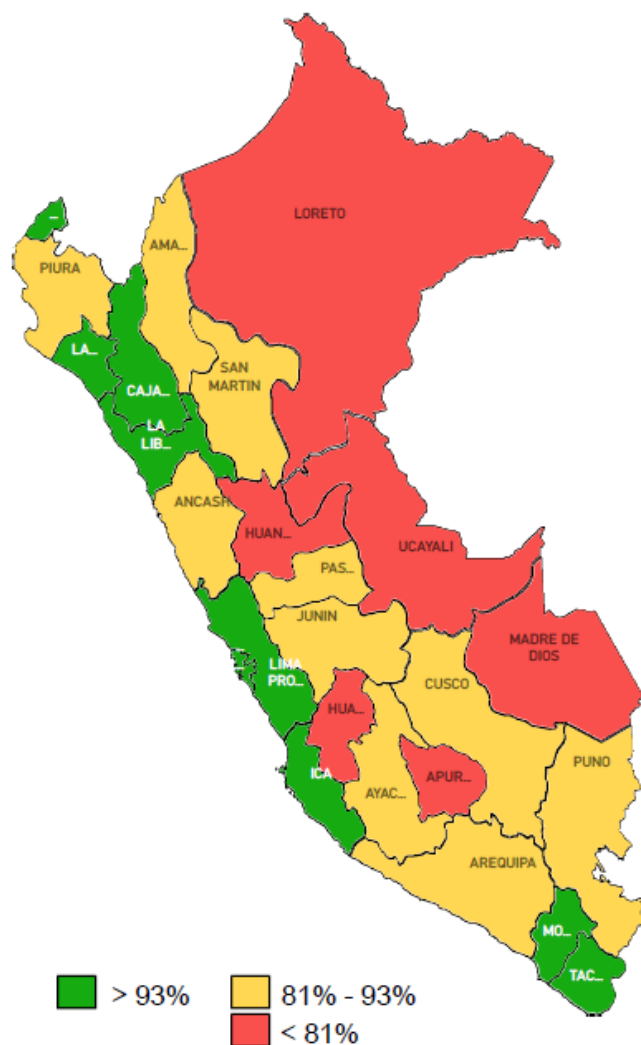 LORETO
...
AMA...
PIURA
LA...
CAJA...
SAN
MARTIN
LA
LIB...
ANCASH
HUAN...
UCAYALI
PAS...
JUNIN
MADRE DE
DIOS
LIMA
PRO...
CUSCO
HUA...
PUNO
ICA
APUR...
AYAC...
AREQUIPA
MO...
TAC...
> 93%
81% - 93%
< 81%